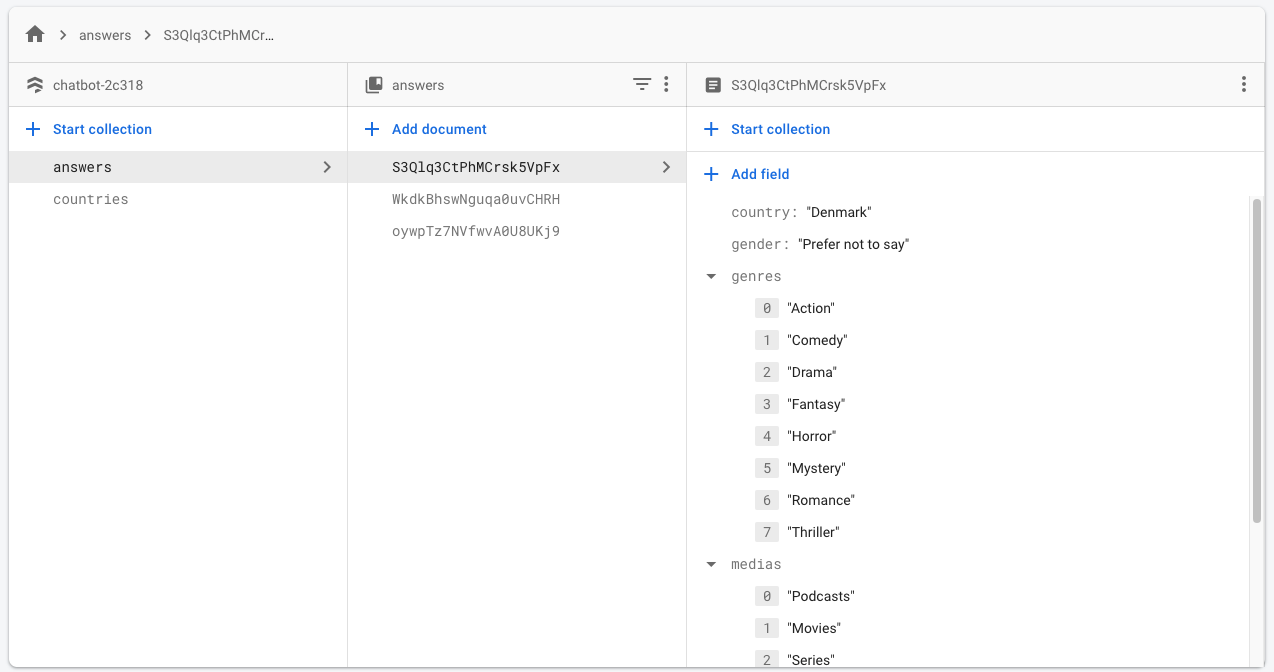 answers
S3Qlq3CtPhMCr...
chatbot-2c318
answers
S3Qlq3CtPhMCrsk5VpFx
Start collection
Add document
Start collection
answers
countries
S3Qlq3CtPhMCrsk5VpFx
WkdkBhswNguqa0uvCHRH
oywpTz7NVfwvA0U8UKj9
Add field
country: "Denmark"
gender: "Prefer not to say"
genres
0 "Action"
1 "Comedy"
2 "Drama"
3 "Fantasy"
4 "Horror"
5 "Mystery"
6 "Romance"
7 "Thriller"
medias
0 "Podcasts"
1 "Movies"
2 "Series"